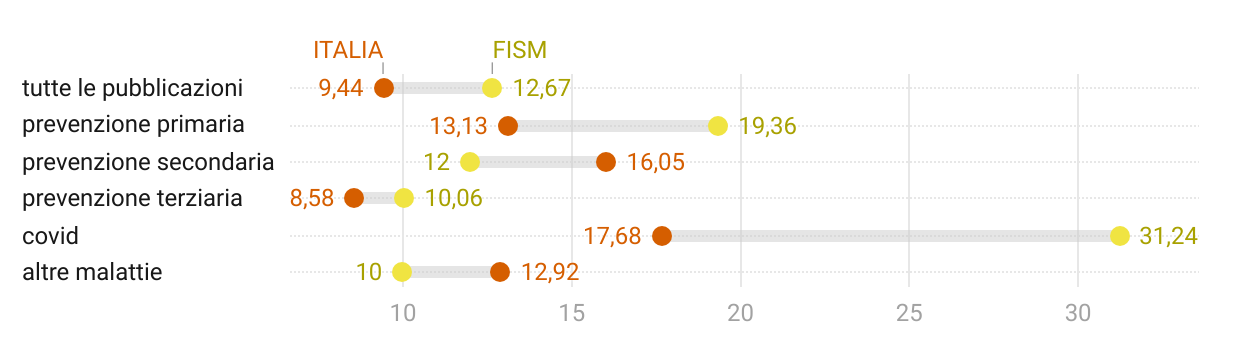 ITALIA FISM
tutte le pubblicazioni 9,44 12,67
prevenzione primaria 13,13 19,36
prevenzione secondaria 12 16,05
prevenzione terziaria 8,58 10,06
covid 17,68 31,24
altre malattie 10 12,92
10 15 20 25 30